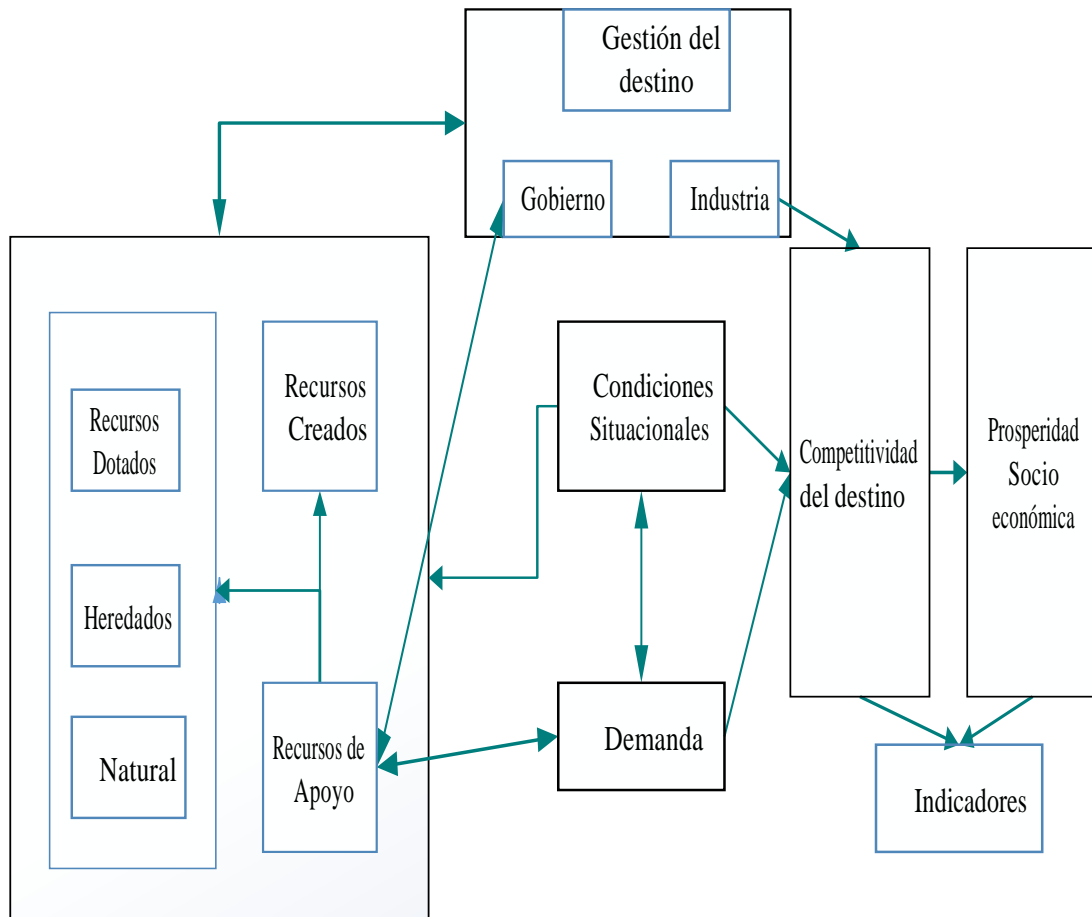 Gestión del
destino
Gobierno
Industria
Recursos
Dotados
Heredados
Natural
Recursos
Creados
Recursos de
Apoyo
Condiciones
Situacionales
Demanda
Competitividad
del destino
Prosperidad
Socio
económica
Indicadores